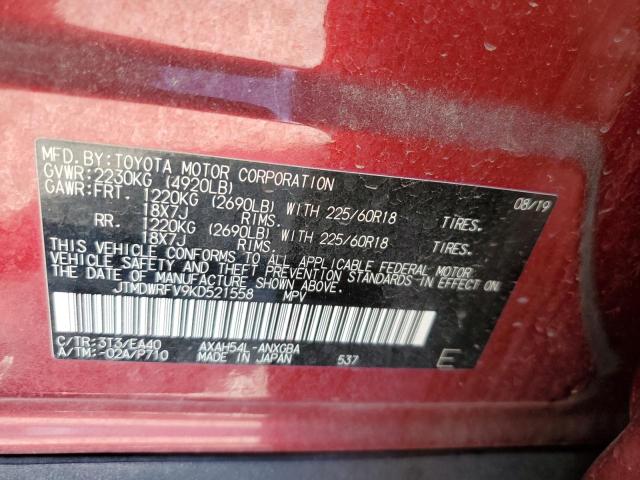 MFD.BY:TOYOTA MOTOR CORPORATION 08/19
GVWR:2230KG (4920LB)
GAWR:FRT. 1220KG (2690LB) WITH 225/60R18 TIRES.
18X7J RIMS.
RR. 1220KG (2690LB) WITH 225/60R18 TIRES.
18X7J RIMS.
THIS VEHICLE CONFORMS TO ALL APPLICABLE FEDERAL MOTOR
VEHICLE SAFETY AND THEFT PREVENTION STANDARDS IN EFFECT ON
THE DATE OF MANUFACTURE SHOWN ABOVE.
JTMDWRFV9KD521558 MPV
C/TR:3T3/EA40 AXAH54L-ANXGBA
A/TM:-02A/P710 MADE IN JAPAN 537 E